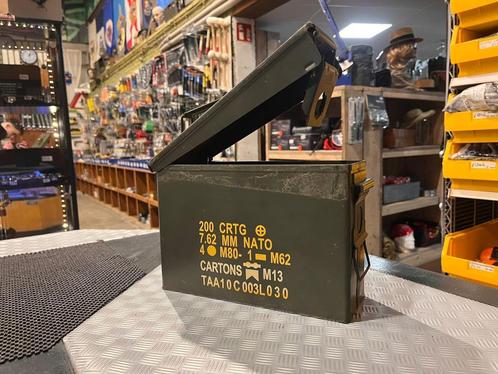 200 CRTG ⊕
7.62 MM NATO
4 ● M80- 1 ▬ M62
CARTONS M13
TAA10C003L030